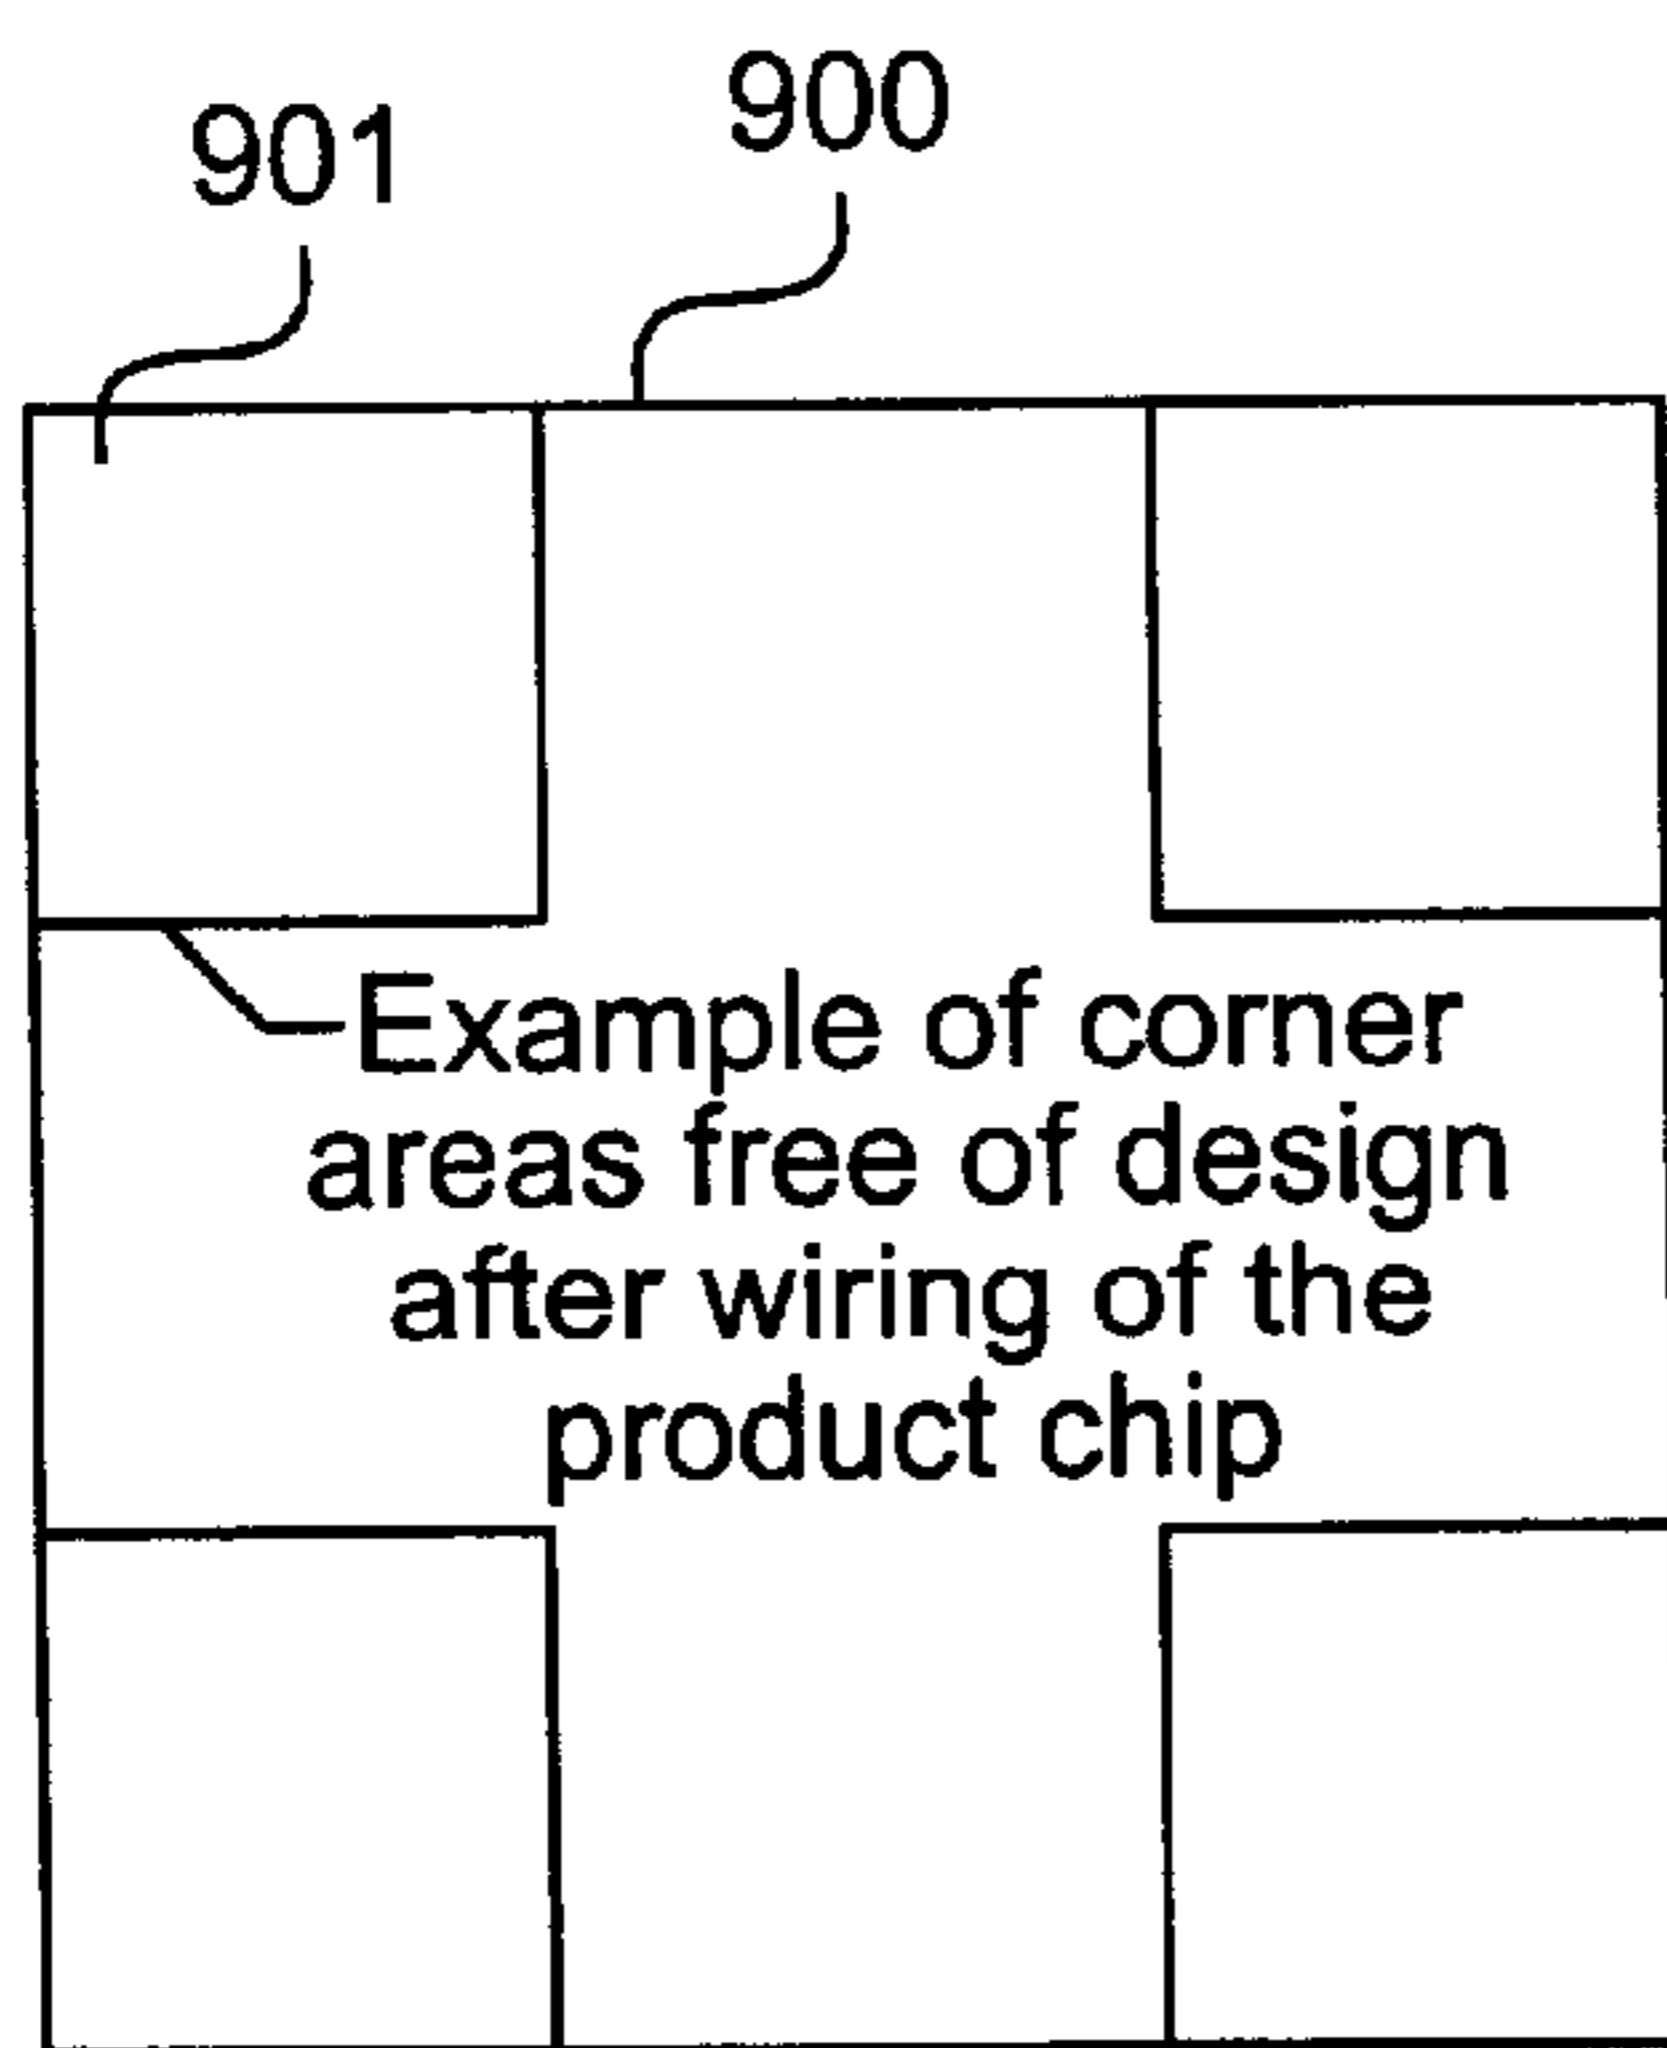 901
900
Example of corner
areas free of design
after wiring of the
product chip